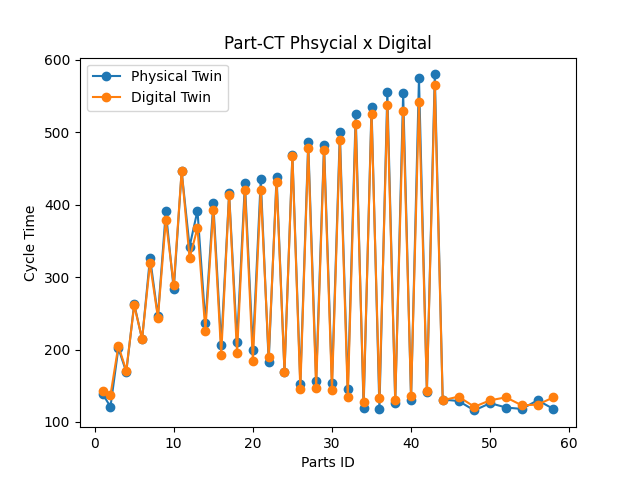 Part-CT Phsycial x Digital
Physical Twin
Digital Twin
Cycle Time
600
500
400
300
200
100
0 10 20 30 40 50 60
Parts ID